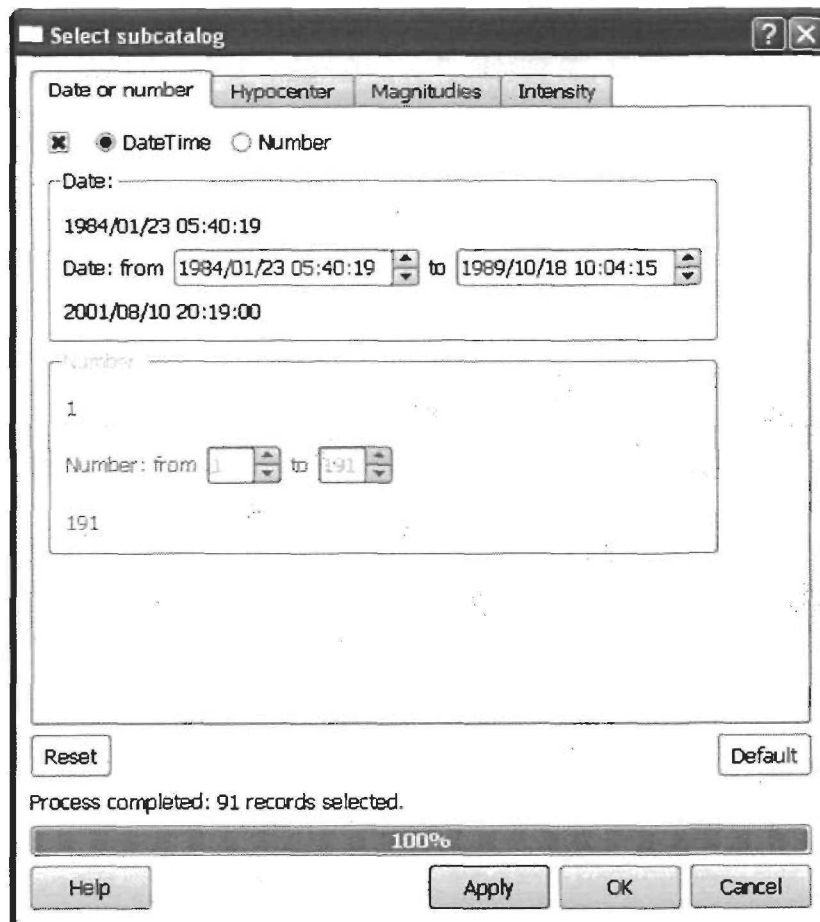 Select subcatalog
Date or number Hypocenter Magnitudies Intensity
DateTime Number
Date:
1984/01/23 05:40:19
Date: from 1984/01/23 05:40:19 to 1989/10/18 10:04:15
2001/08/10 20:19:00
Number
1
Number: from 1 to 191
191
Reset Default
Process completed: 91 records selected.
100%
Help Apply OK Cancel